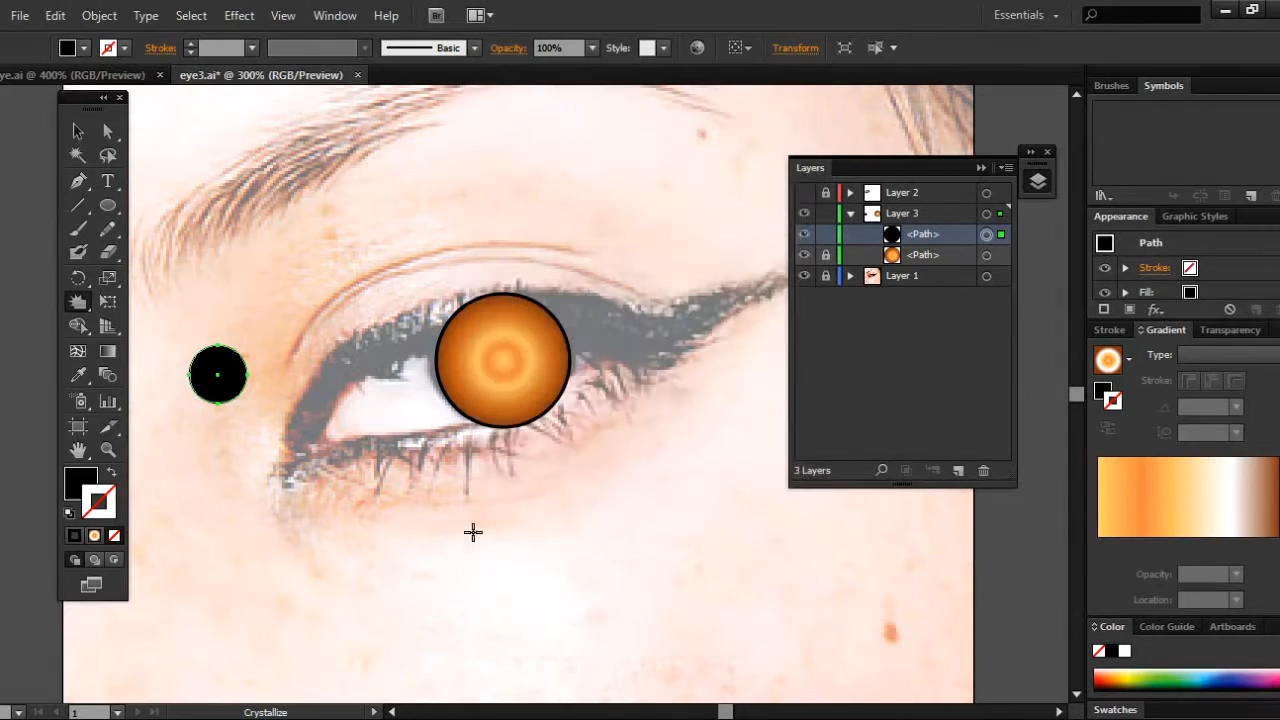 File Edit Object Type Select Effect View Window Help Br Essentials
Stroke: Basic Opacity: 100% Style: Transform
ye.ai @ 400% (RGB/Preview) × eye3.ai* @ 300% (RGB/Preview) ×
Brushes Symbols
Layers
Layer 2
Layer 3
<Path>
<Path>
Layer 1
3 Layers
Appearance Graphic Styles
Path
Stroke:
Fill:
fx
Stroke Gradient Transparency
Type:
Stroke:
Opacity:
Location:
Color Color Guide Artboards
Swatches
1 Crystallize